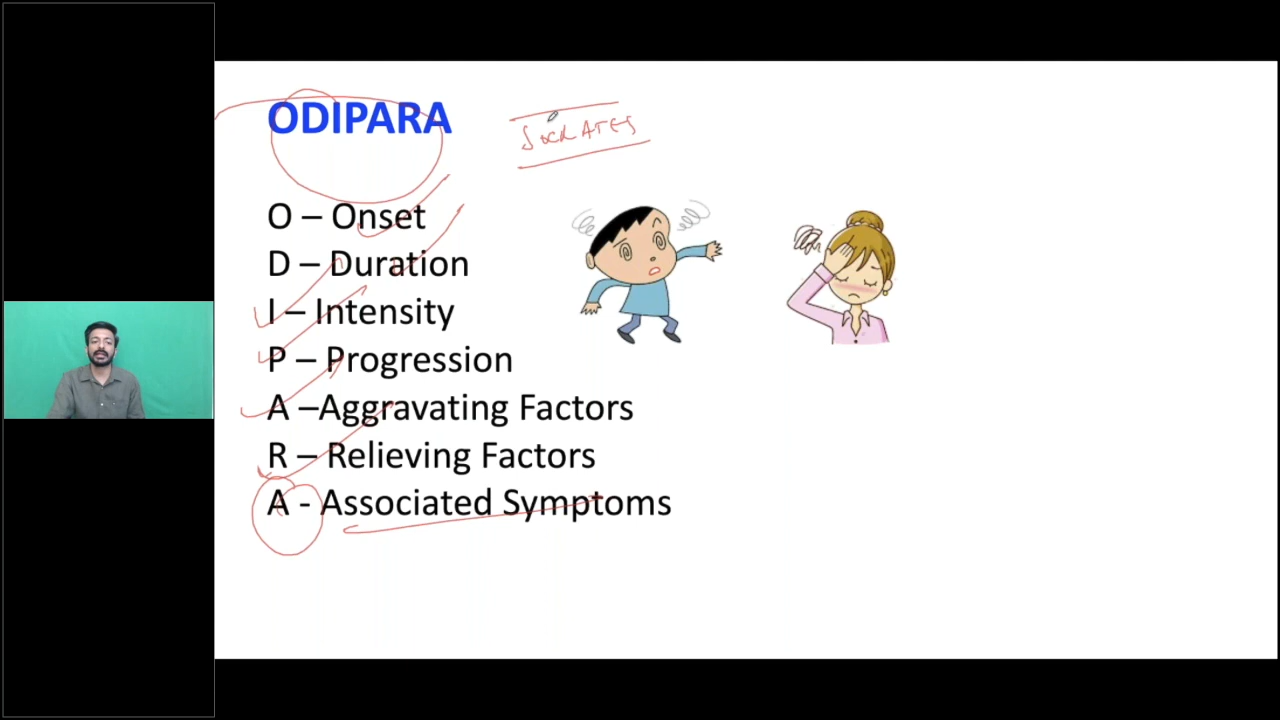 ODIPARA
SOCRATES
O – Onset
D – Duration
I – Intensity
P – Progression
A –Aggravating Factors
R – Relieving Factors
A - Associated Symptoms